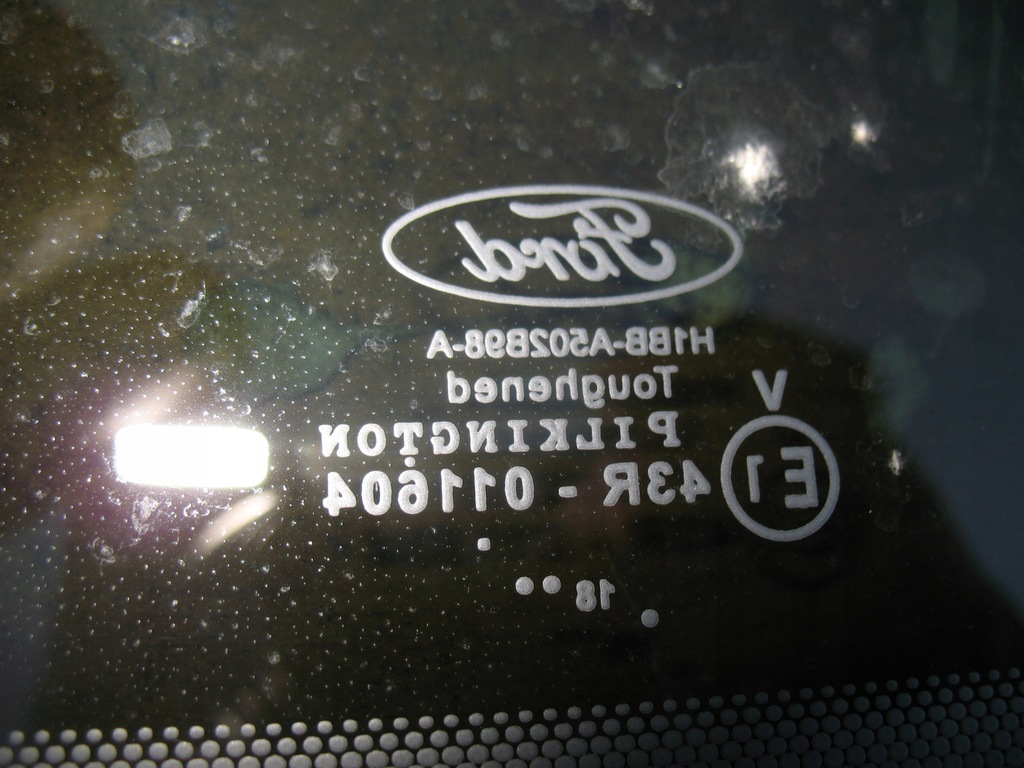 Ford
H1BB-A502B98-A
Toughened
V
PILKINGTON
E1 43R - 011604
18